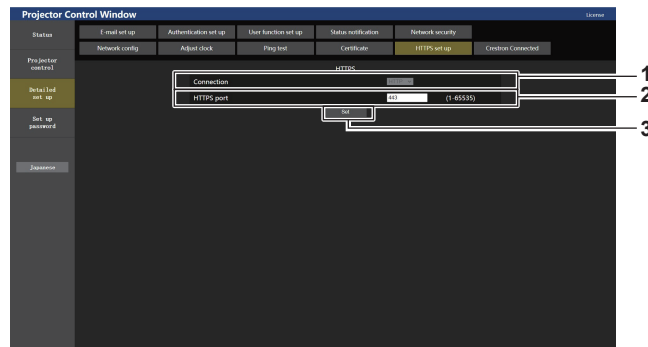 Projector Control Window
License
Status
E-mail set up
Authentication set up
User function set up
Status notification
Network security
Network config
Adjust clock
Ping test
Certificate
HTTPS set up
Crestron Connected
Projector
control
Detailed
set up
Set up
password
Japanese
HTTPS
Connection
1
HTTPS port
443
(1-65535)
2
Set
3